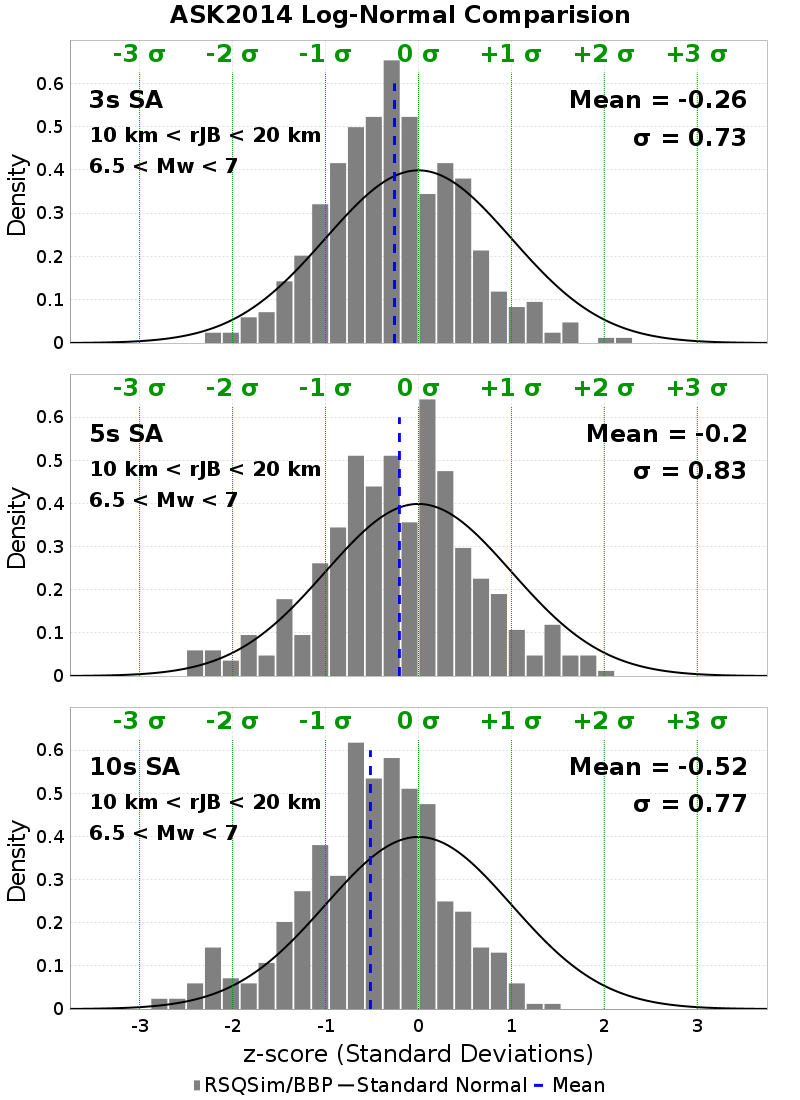 ASK2014 Log-Normal Comparision
-3 σ -2 σ -1 σ 0 σ +1 σ +2 σ +3 σ
3s SA
10 km < rJB < 20 km
6.5 < Mw < 7
Mean = -0.26
σ = 0.73
Density
0.6
0.5
0.4
0.3
0.2
0.1
0
-3 σ -2 σ -1 σ 0 σ +1 σ +2 σ +3 σ
5s SA
10 km < rJB < 20 km
6.5 < Mw < 7
Mean = -0.2
σ = 0.83
Density
0.6
0.5
0.4
0.3
0.2
0.1
0
-3 σ -2 σ -1 σ 0 σ +1 σ +2 σ +3 σ
10s SA
10 km < rJB < 20 km
6.5 < Mw < 7
Mean = -0.52
σ = 0.77
Density
0.6
0.5
0.4
0.3
0.2
0.1
0
-3 -2 -1 0 1 2 3
z-score (Standard Deviations)
RSQSim/BBP Standard Normal Mean